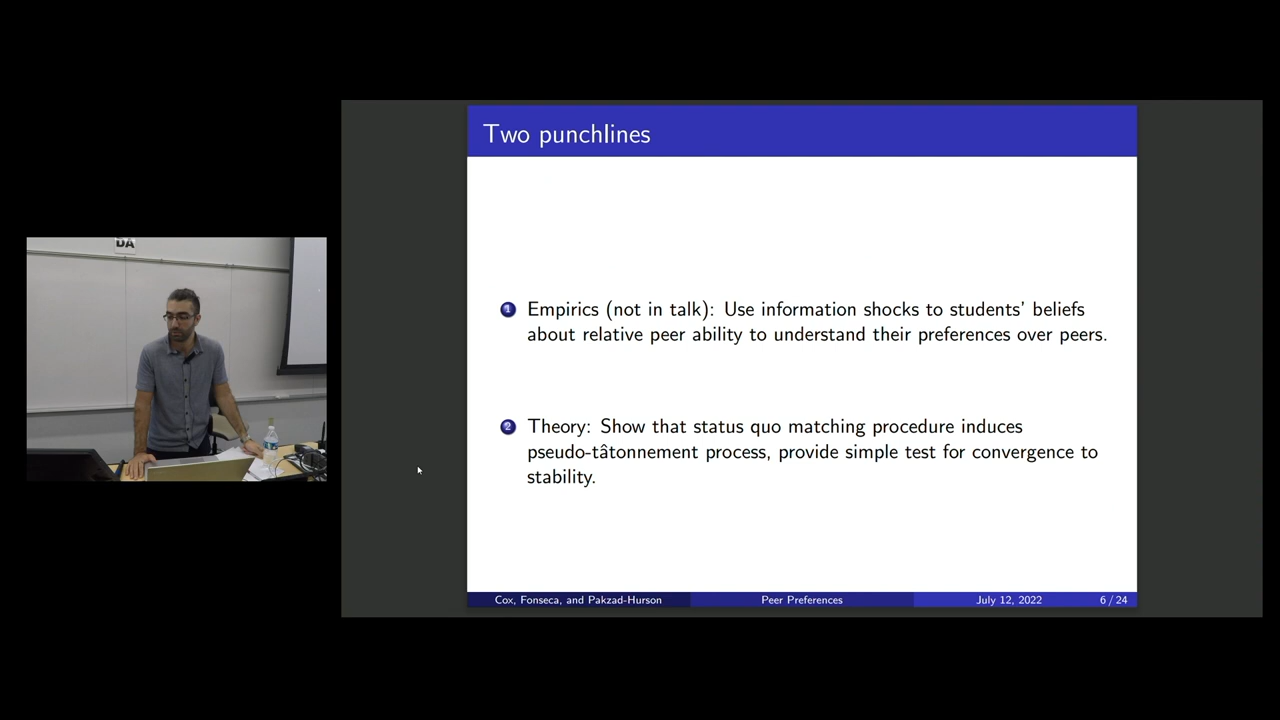 DA
Two punchlines
1 Empirics (not in talk): Use information shocks to students' beliefs
about relative peer ability to understand their preferences over peers.
2 Theory: Show that status quo matching procedure induces
pseudo-tâtonnement process, provide simple test for convergence to
stability.
Cox, Fonseca, and Pakzad-Hurson Peer Preferences July 12, 2022 6 / 24